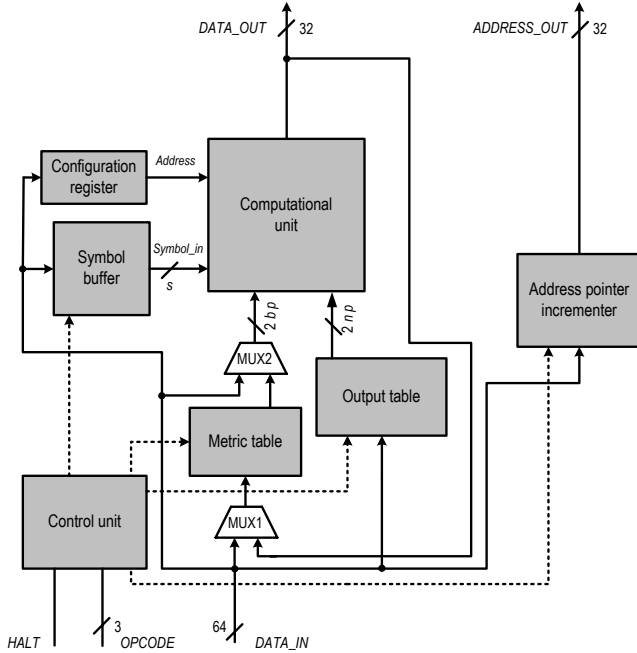 DATA_OUT
32
ADDRESS_OUT
32
Configuration
register
Address
Computational
unit
Symbol
buffer
Symbol_in
s
Address pointer
incrementer
2 b p
2 n p
MUX2
Output table
Metric table
Control unit
MUX1
HALT
3
OPCODE
64
DATA_IN